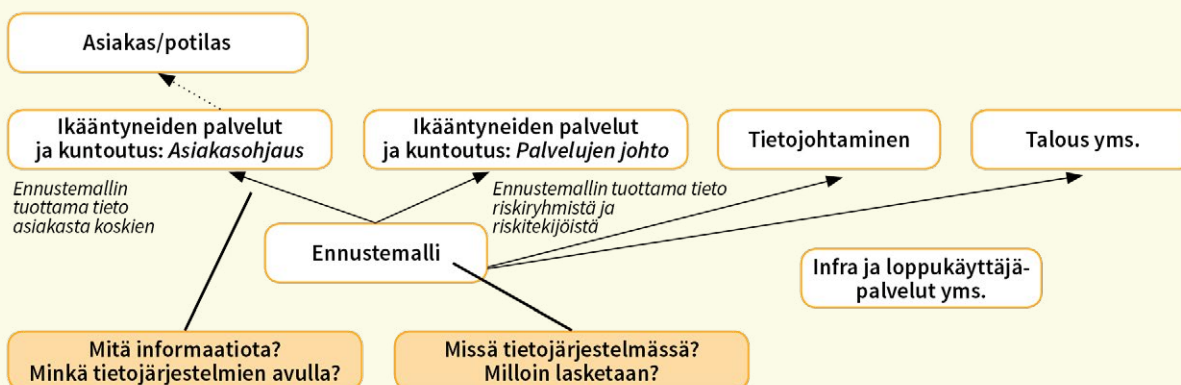 Asiakas/potilas
Ikääntyneiden palvelut
ja kuntoutus: Asiakasohjaus
Ikääntyneiden palvelut
ja kuntoutus: Palvelujen johto
Tietojohtaminen
Talous yms.
Ennustemallin
tuottama tieto
asiakasta koskien
Ennustemallin tuottama tieto
riskiryhmistä ja
riskitekijöistä
Ennustemalli
Infra ja loppukäyttäjä-
palvelut yms.
Mitä informaatiota?
Minkä tietojärjestelmien avulla?
Missä tietojärjestelmässä?
Milloin lasketaan?